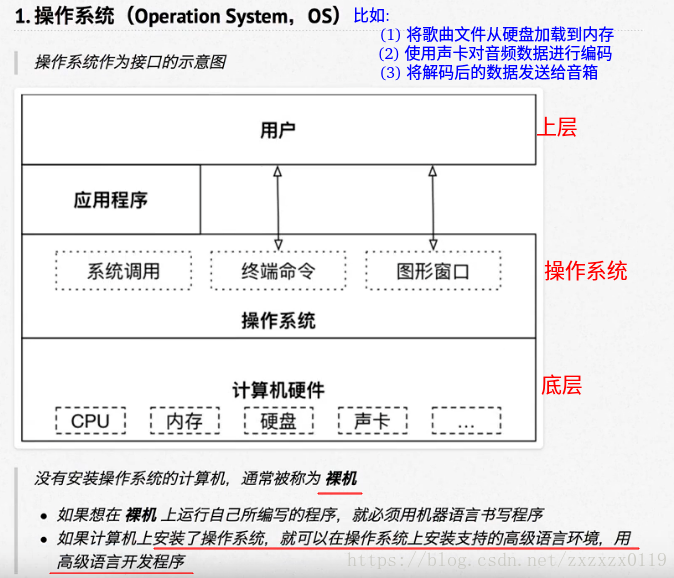 1. 操作系统（Operation System，OS）比如:
(1) 将歌曲文件从硬盘加载到内存
(2) 使用声卡对音频数据进行编码
(3) 将解码后的数据发送给音箱
操作系统作为接口的示意图
用户
上层
应用程序
系统调用 终端命令 图形窗口
操作系统
操作系统
计算机硬件
底层
CPU 内存 硬盘 声卡 ...
没有安装操作系统的计算机，通常被称为 裸机
• 如果想在 裸机 上运行自己所编写的程序，就必须用机器语言书写程序
• 如果计算机上安装了操作系统，就可以在操作系统上安装支持的高级语言环境，用
高级语言开发程序
https://blog.csdn.net/zxzxzx0119